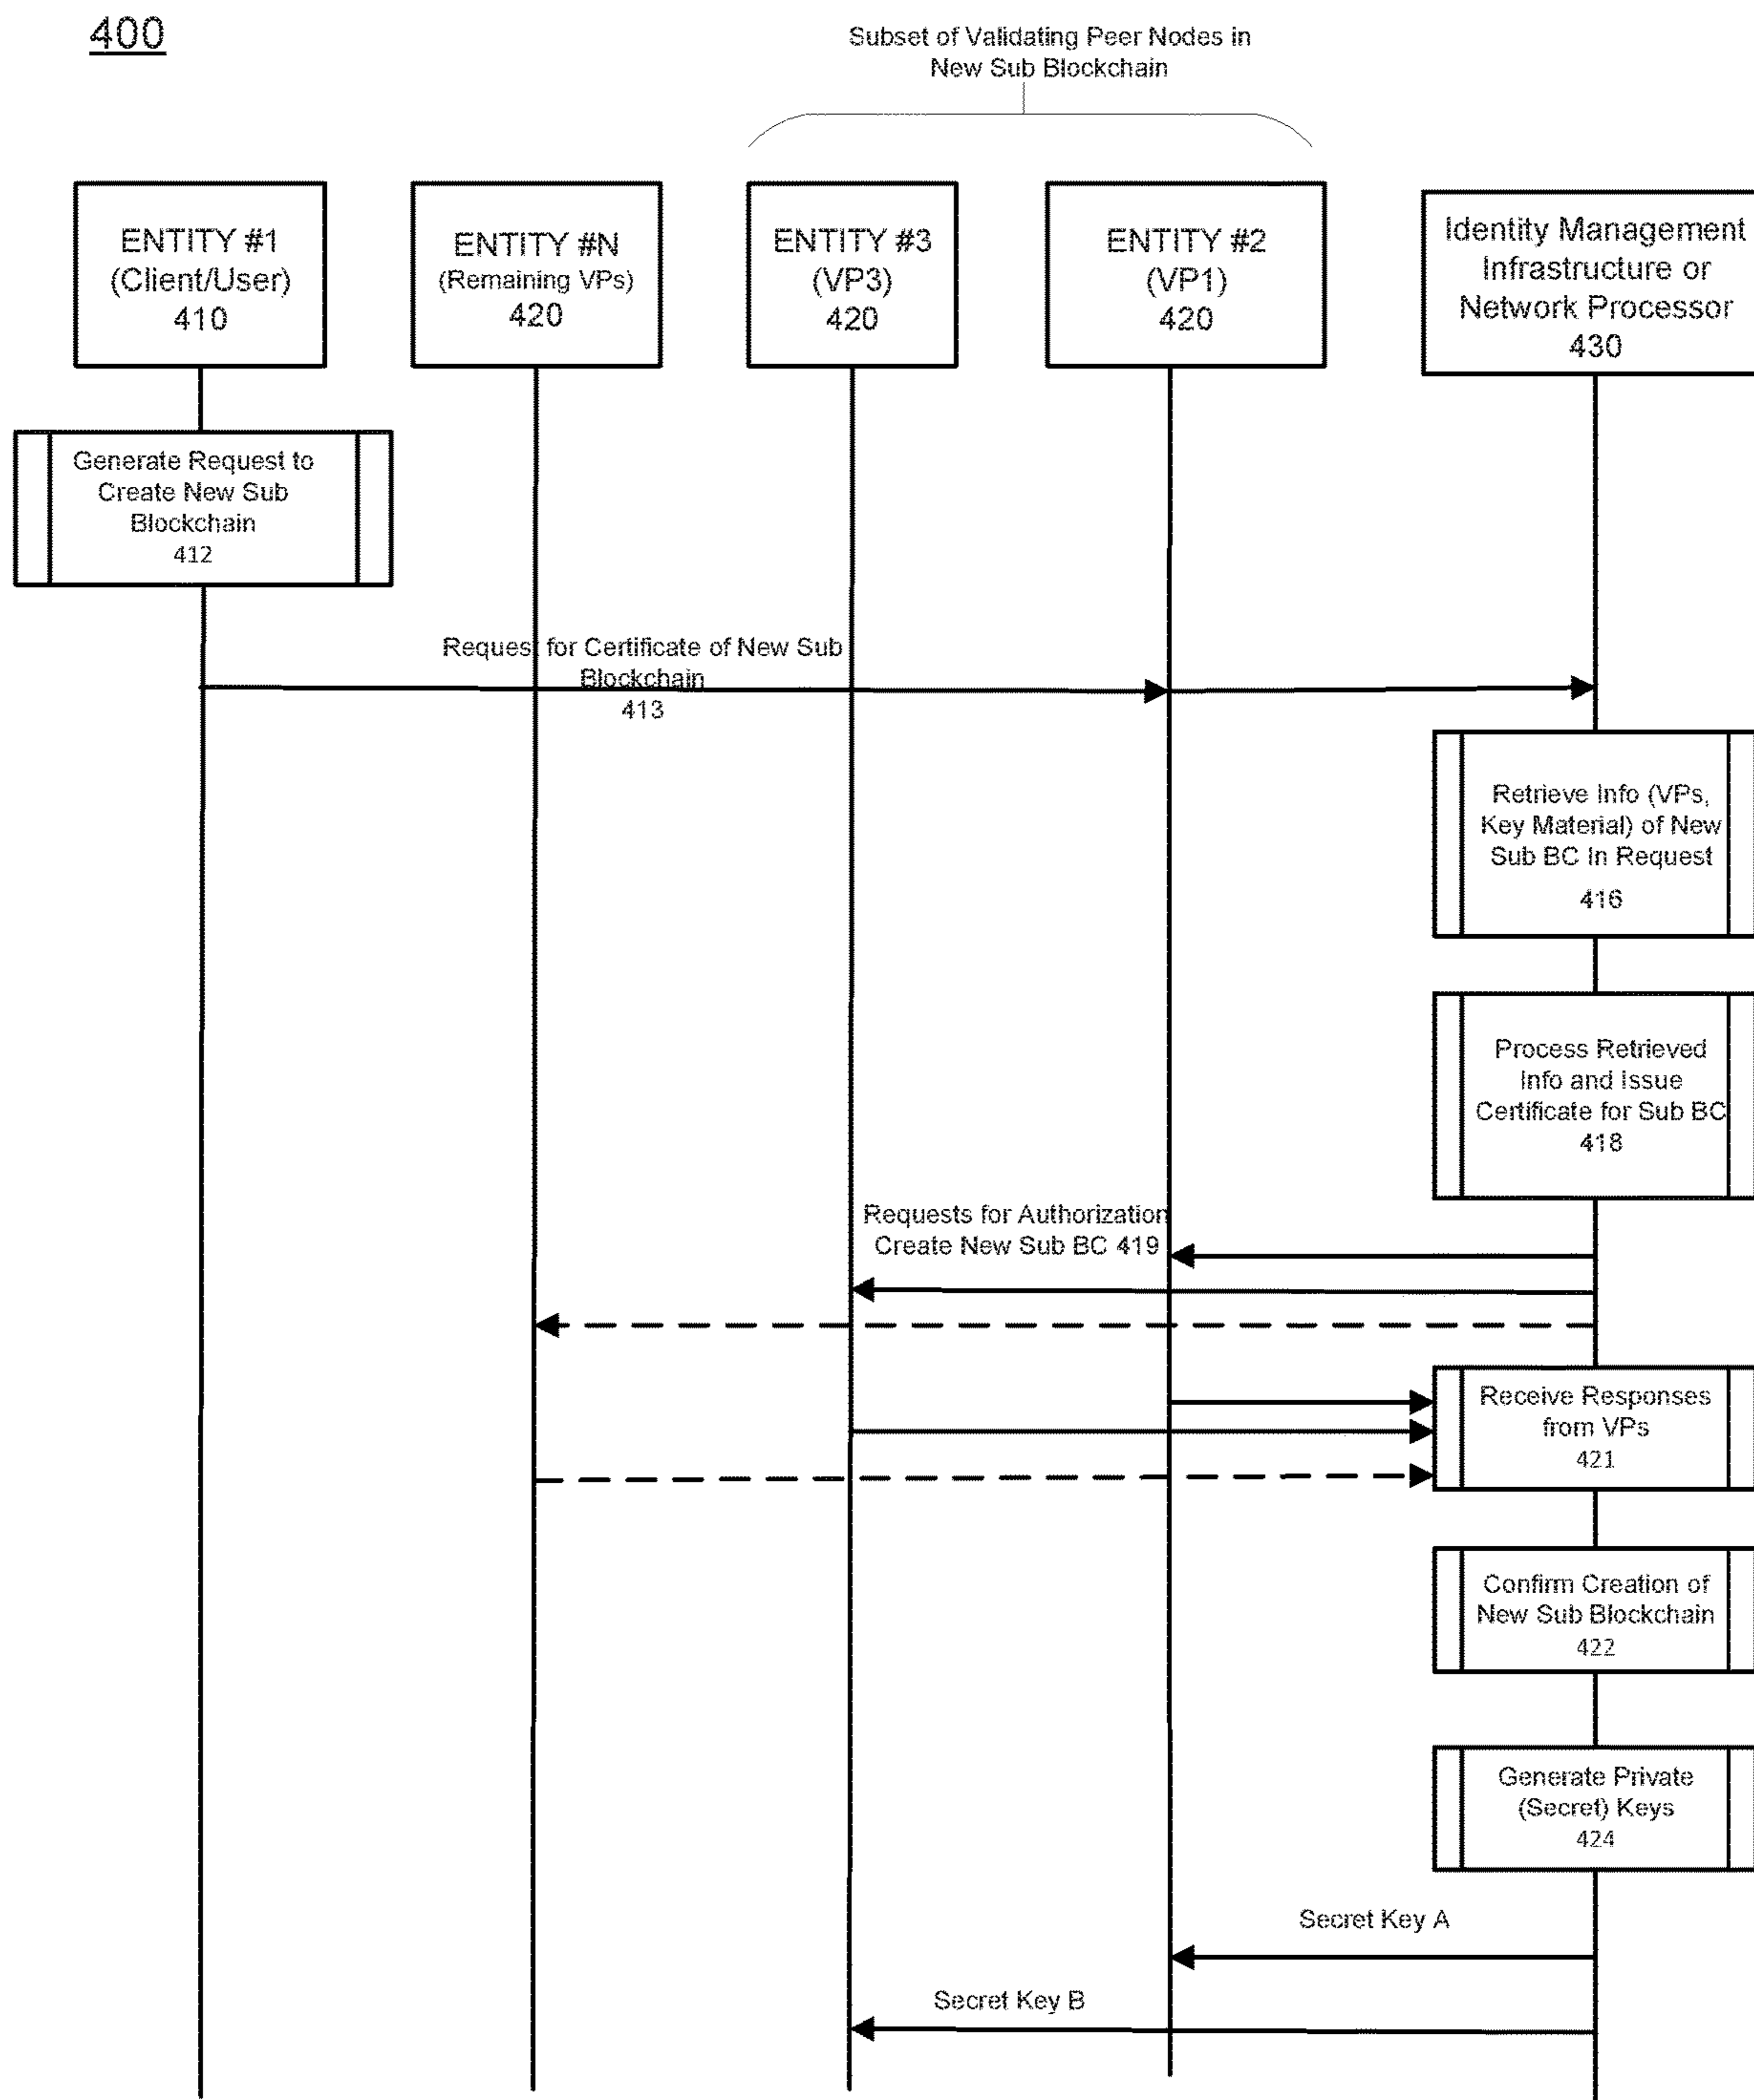 400
Subset of Validating Peer Nodes in
New Sub Blockchain
ENTITY #1
(Client/User)
410
ENTITY #N
(Remaining VPs)
420
ENTITY #3
(VP3)
420
ENTITY #2
(VP1)
420
Identity Management
Infrastructure or
Network Processor
430
Generate Request to
Create New Sub
Blockchain
412
Request for Certificate of New Sub
Blockchain
413
Retrieve Info (VPs,
Key Material) of New
Sub BC In Request
416
Process Retrieved
Info and Issue
Certificate for Sub BC
418
Requests for Authorization
Create New Sub BC 419
Receive Responses
from VPs
421
Confirm Creation of
New Sub Blockchain
422
Generate Private
(Secret) Keys
424
Secret Key A
Secret Key B